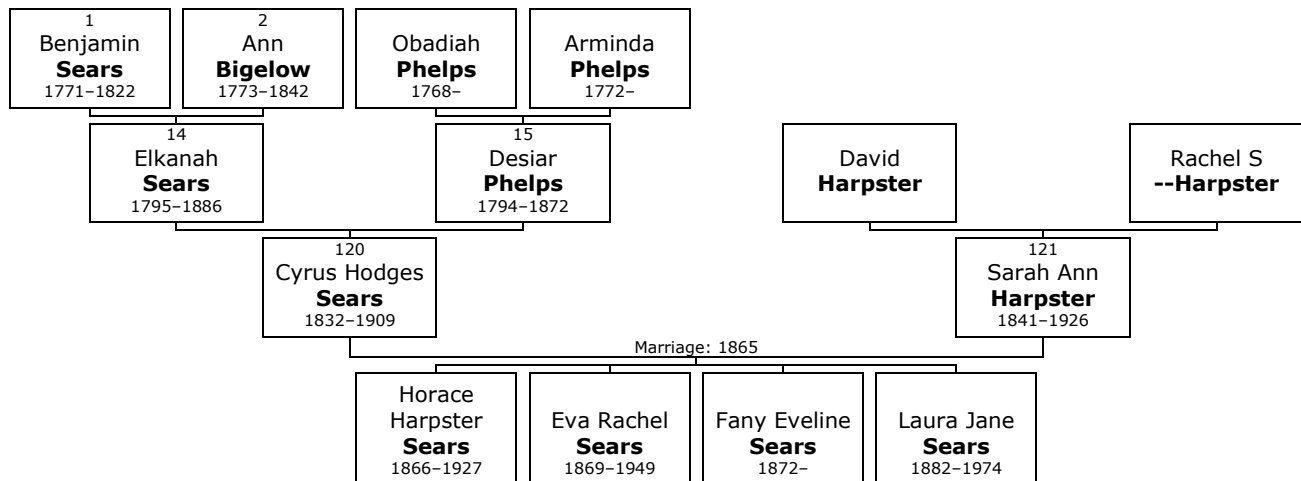 1
Benjamin
Sears
1771–1822
2
Ann
Bigelow
1773–1842
Obadiah
Phelps
1768–
Arminda
Phelps
1772–
14
Elkanah
Sears
1795–1886
15
Desiar
Phelps
1794–1872
David
Harpster
Rachel S
--Harpster
120
Cyrus Hodges
Sears
1832–1909
121
Sarah Ann
Harpster
1841–1926
Marriage: 1865
Horace
Harpster
Sears
1866–1927
Eva Rachel
Sears
1869–1949
Fany Eveline
Sears
1872–
Laura Jane
Sears
1882–1974